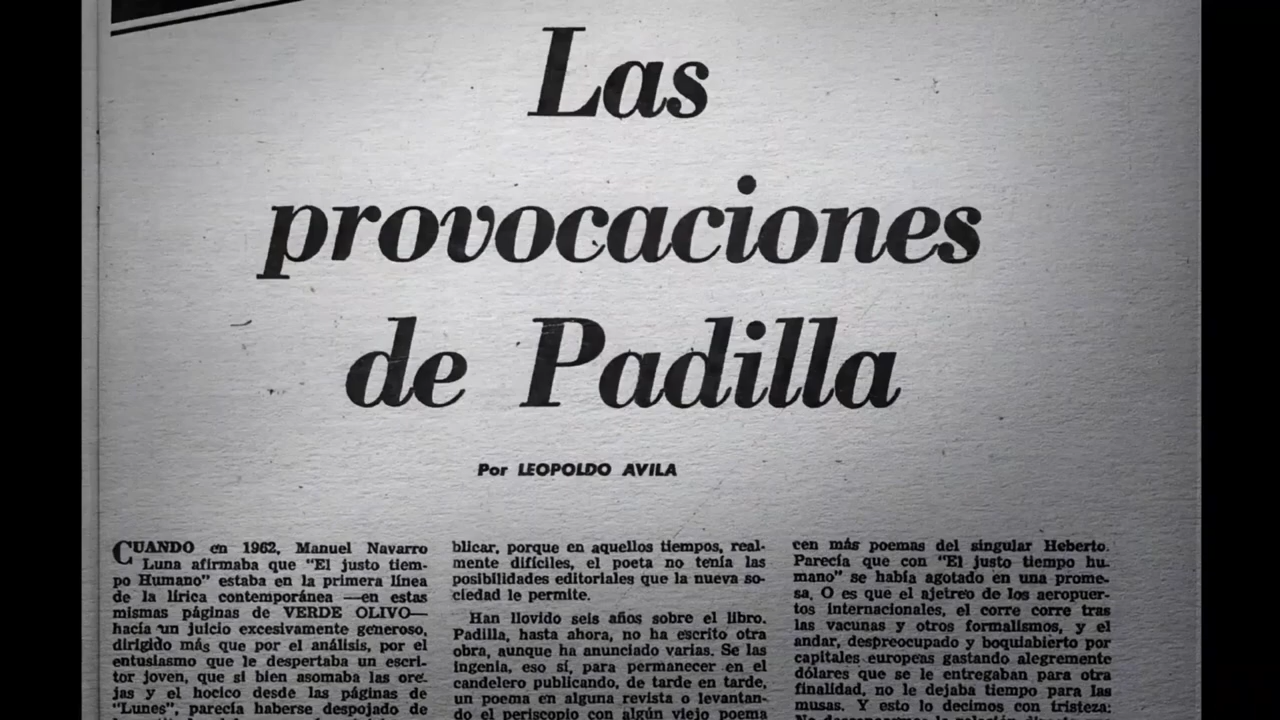 Las
provocaciones
de Padilla
Por LEOPOLDO AVILA
CUANDO en 1962, Manuel Navarro
Luna afirmaba que "El justo tiem-
po Humano" estaba en la primera línea
de la lírica contemporánea —en estas
mismas páginas de VERDE OLIVO—
hacía un juicio excesivamente generoso,
dirigido más que por el análisis, por el
entusiasmo que le despertaba un escri-
tor joven, que si bien asomaba las ore-
jas y el hocico desde las páginas de
"Lunes", parecía haberse despojado de
blicar, porque en aquellos tiempos, real-
mente difíciles, el poeta no tenía las
posibilidades editoriales que la nueva so-
ciedad le permite.
Han llovido seis años sobre el libro.
Padilla, hasta ahora, no ha escrito otra
obra, aunque ha anunciado varias. Se las
ingenia, eso sí, para permanecer en el
candelero publicando, de tarde en tarde,
un poema en alguna revista o levantan-
do el periscopio con algún viejo poema
cen más poemas del singular Heberto.
Parecía que con "El justo tiempo hu-
mano" se había agotado en una prome-
sa. O es que el ajetreo de los aeropuer-
tos internacionales, el corre corre tras
las vacunas y otros formalismos, y el
andar, despreocupado y boquiabierto por
capitales europeas gastando alegremente
dólares que se le entregaban para otra
finalidad, no le dejaba tiempo para las
musas. Y esto lo decimos con tristeza: